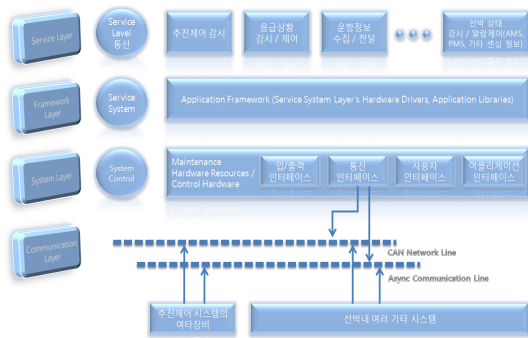 Service
Layer
Service
Level
통신
추진제어 감시
응급상황
감시 / 제어
운항정보
수집 / 전달
선박 상태
감시 / 알람제어(AMS,
PMS, 기타 센싱 정보)
Framework
Layer
Service
System
Application Framework (Service System Layer's Hardware Drivers, Application Libraries)
System Layer
System
Control
Maintenance
Hardware Resources /
Control Hardware
입/출력
인터페이스
통신
인터페이스
사용자
인터페이스
어플리케이션
인터페이스
Communication
Layer
CAN Network Line
Async Communication Line
추진제어 시스템의
여타장비
선박내 여러 기타 시스템